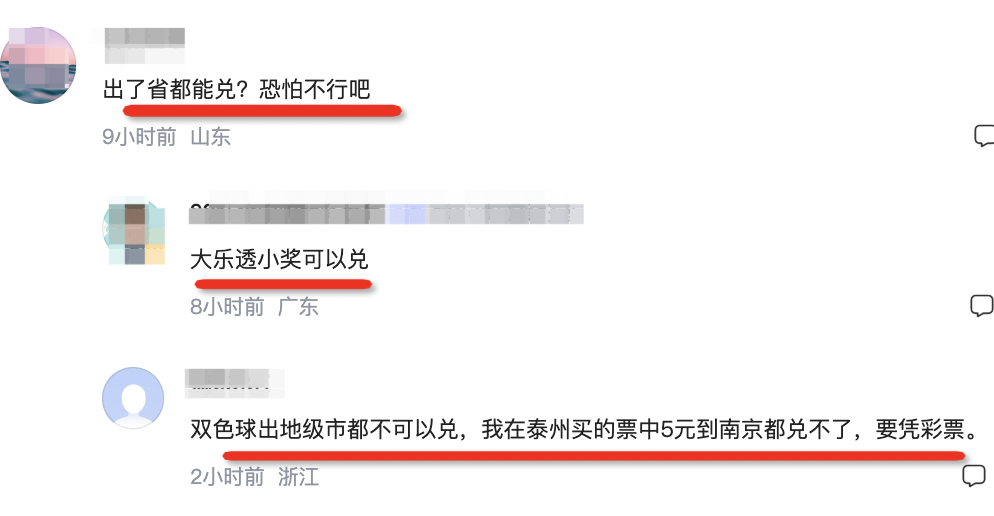 出了省都能兑？恐怕不行吧
9小时前 山东
大乐透小奖可以兑
8小时前 广东
双色球出地级市都不可以兑，我在泰州买的票中5元到南京都兑不了，要凭彩票。
2小时前 浙江